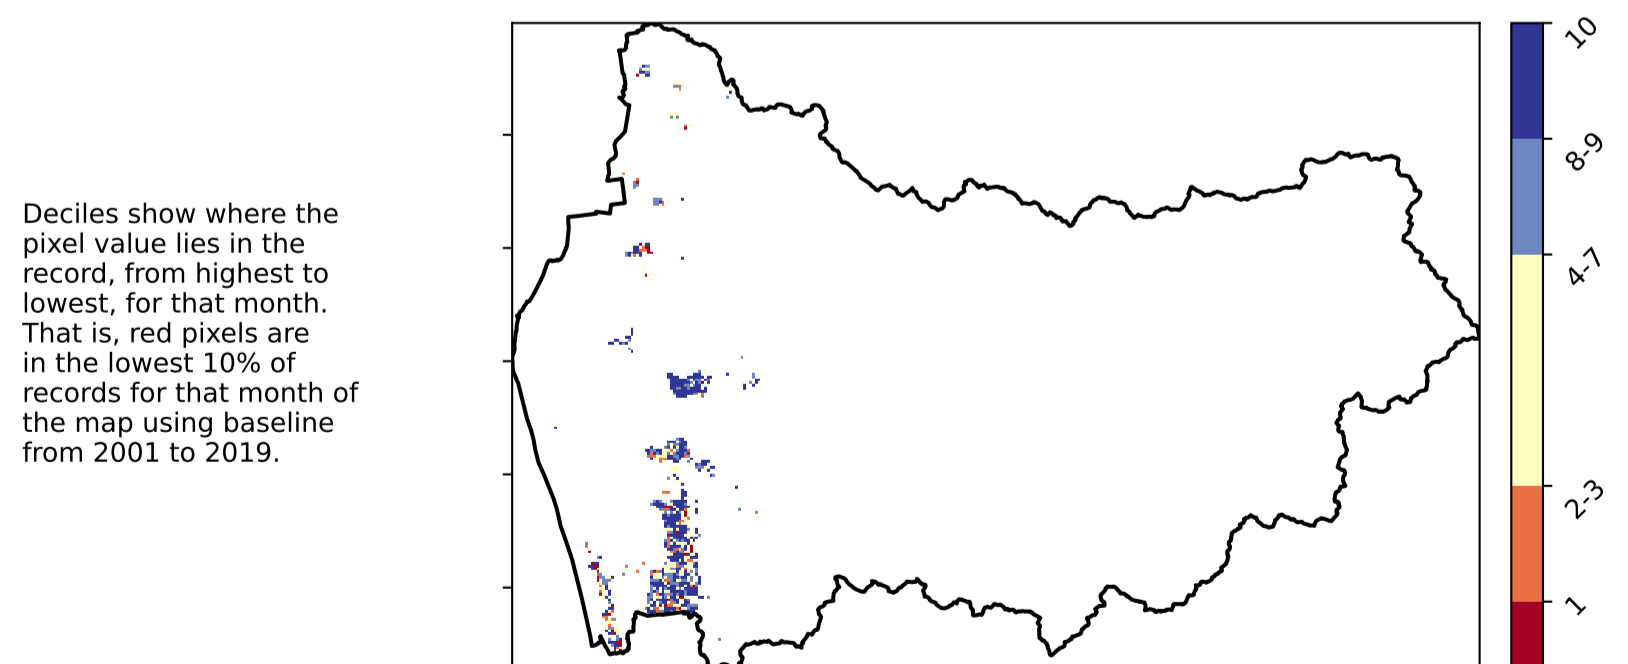 Deciles show where the
pixel value lies in the
record, from highest to
lowest, for that month.
That is, red pixels are
in the lowest 10% of
records for that month of
the map using baseline
from 2001 to 2019.
10
8-9
4-7
2-3
1